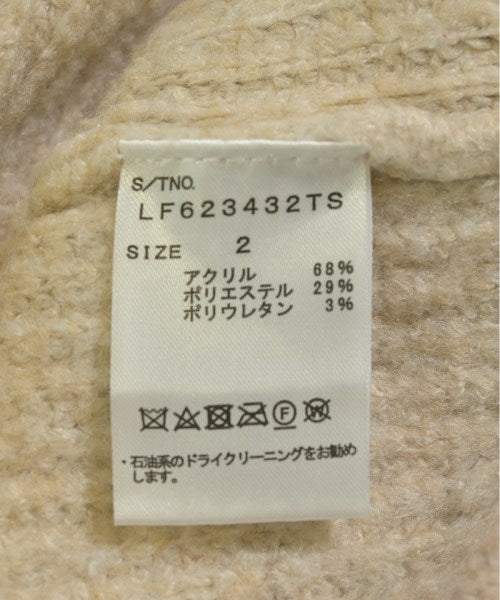 S/TNO.
LF623432TS
SIZE 2
アクリル 68%
ポリエステル 29%
ポリウレタン 3%
F W
・石油系のドライクリーニングをお勧め
します。